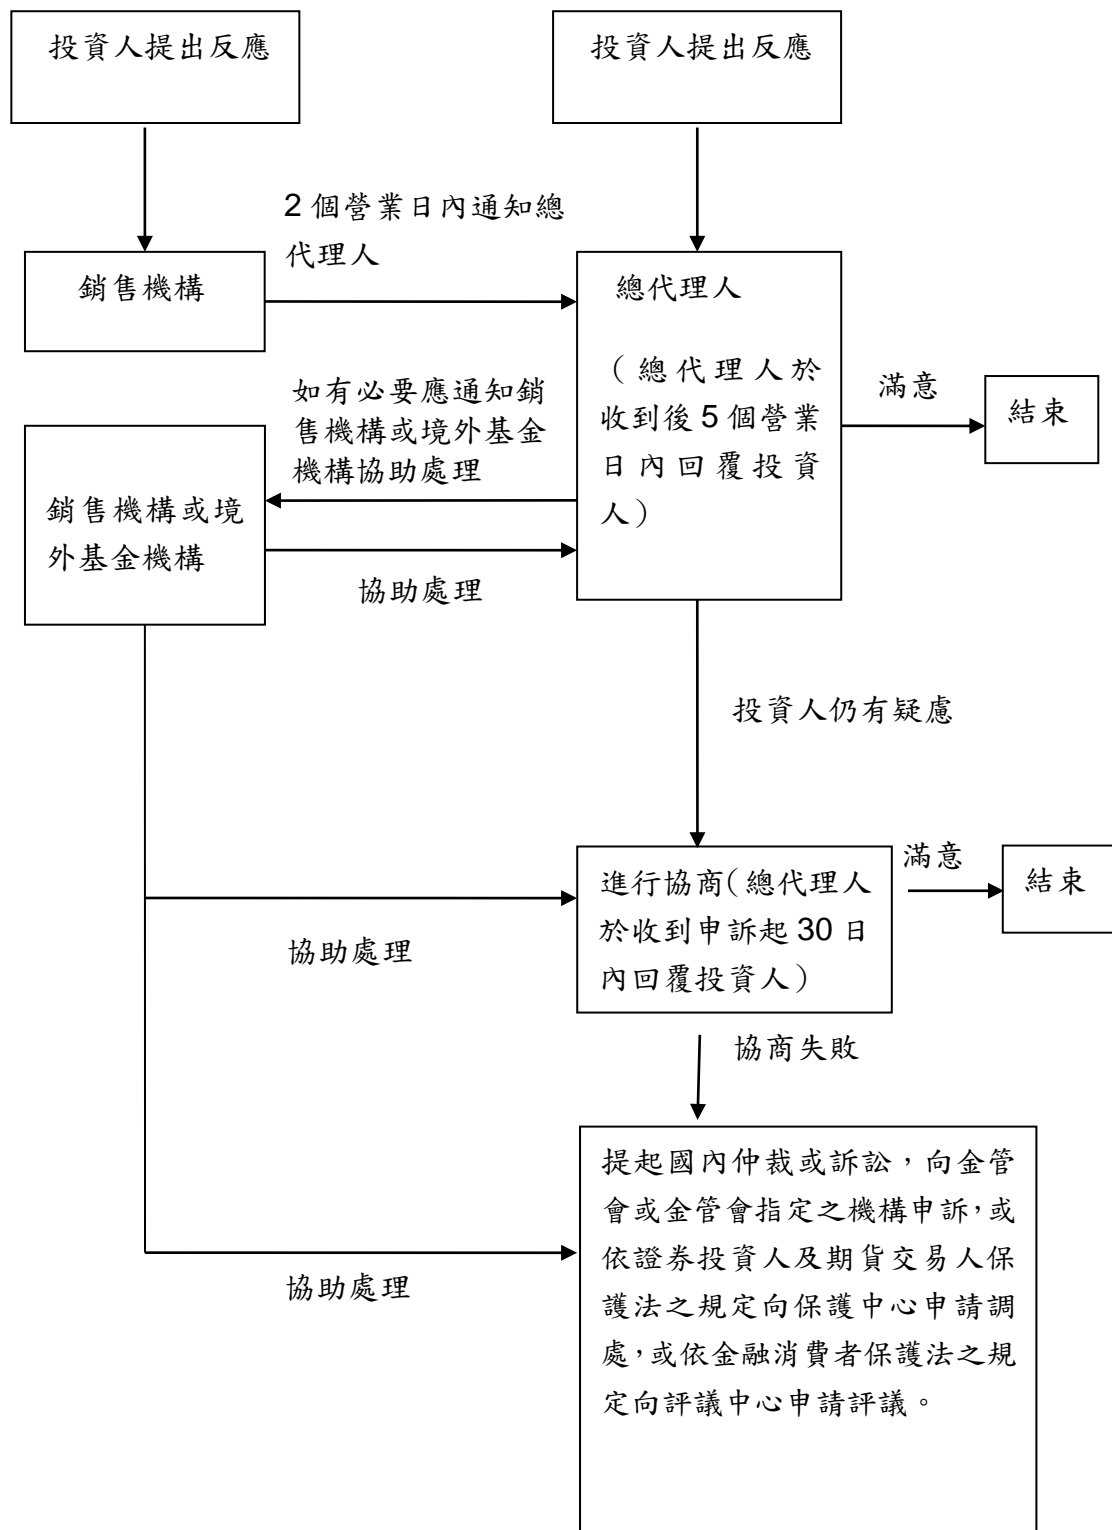 投資人提出反應
投資人提出反應
2 個營業日內通知總
代理人
銷售機構
總代理人
（總代理人於
收到後 5 個營業
日內回覆投資
人）
滿意
結束
如有必要應通知銷
售機構或境外基金
機構協助處理
銷售機構或境
外基金機構
協助處理
投資人仍有疑慮
進行協商(總代理人
於收到申訴起 30 日
內回覆投資人）
滿意
結束
協助處理
協商失敗
提起國內仲裁或訴訟，向金管
會或金管會指定之機構申訴，或
依證券投資人及期貨交易人保
護法之規定向保護中心申請調
處，或依金融消費者保護法之規
定向評議中心申請評議。
協助處理